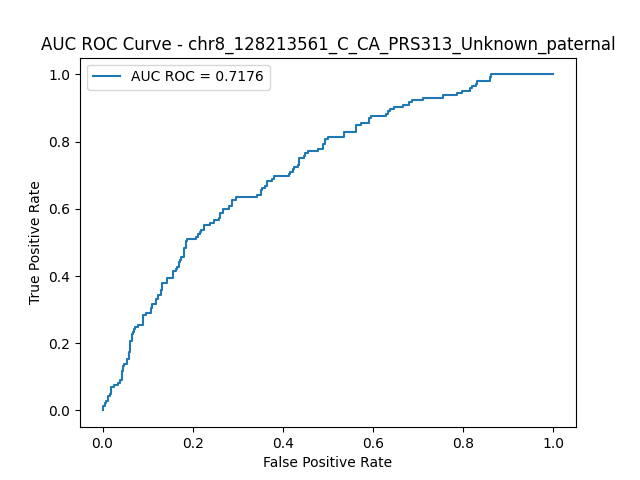 AUC ROC Curve - chr8_128213561_C_CA_PRS313_Unknown_paternal
AUC ROC = 0.7176
1.0
0.8
0.6
0.4
0.2
0.0
True Positive Rate
0.0 0.2 0.4 0.6 0.8 1.0
False Positive Rate